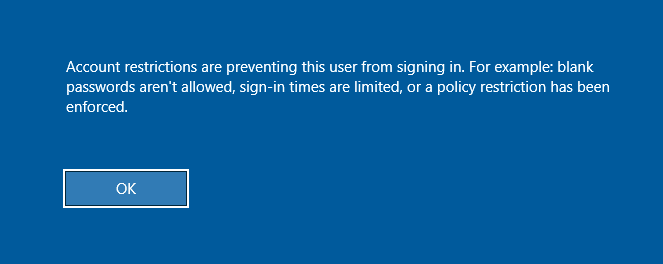 Account restrictions are preventing this user from signing in. For example: blank
passwords aren't allowed, sign-in times are limited, or a policy restriction has been
enforced.
OK